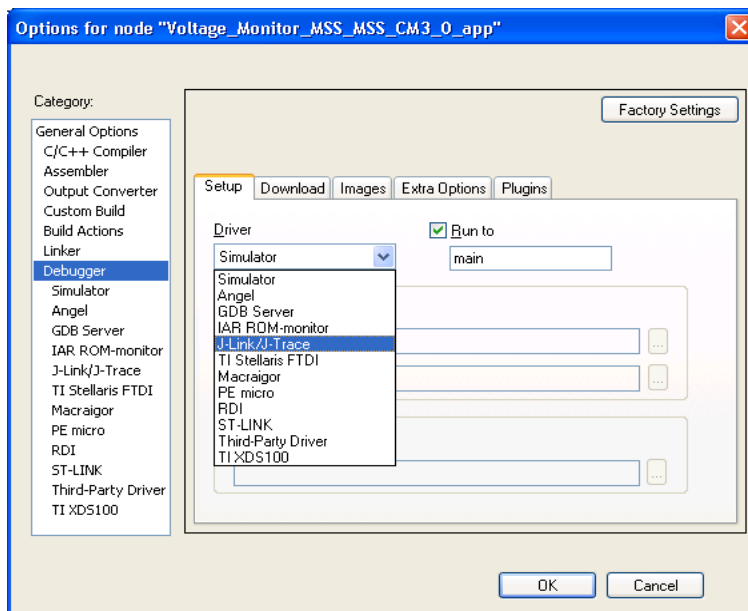 Options for node "Voltage_Monitor_MSS_MSS_CM3_0_app"
Category:
General Options
C/C++ Compiler
Assembler
Output Converter
Custom Build
Build Actions
Linker
Debugger
Simulator
Angel
GDB Server
IAR ROM-monitor
J-Link/J-Trace
TI Stellaris FTDI
Macraigor
PE micro
RDI
ST-LINK
Third-Party Driver
TI XDS100
Factory Settings
Setup Download Images Extra Options Plugins
Driver
Run to
Simulator
main
Simulator
Angel
GDB Server
IAR ROM-monitor
J-Link/J-Trace
TI Stellaris FTDI
Macraigor
PE micro
RDI
ST-LINK
Third-Party Driver
TI XDS100
...
...
...
OK Cancel